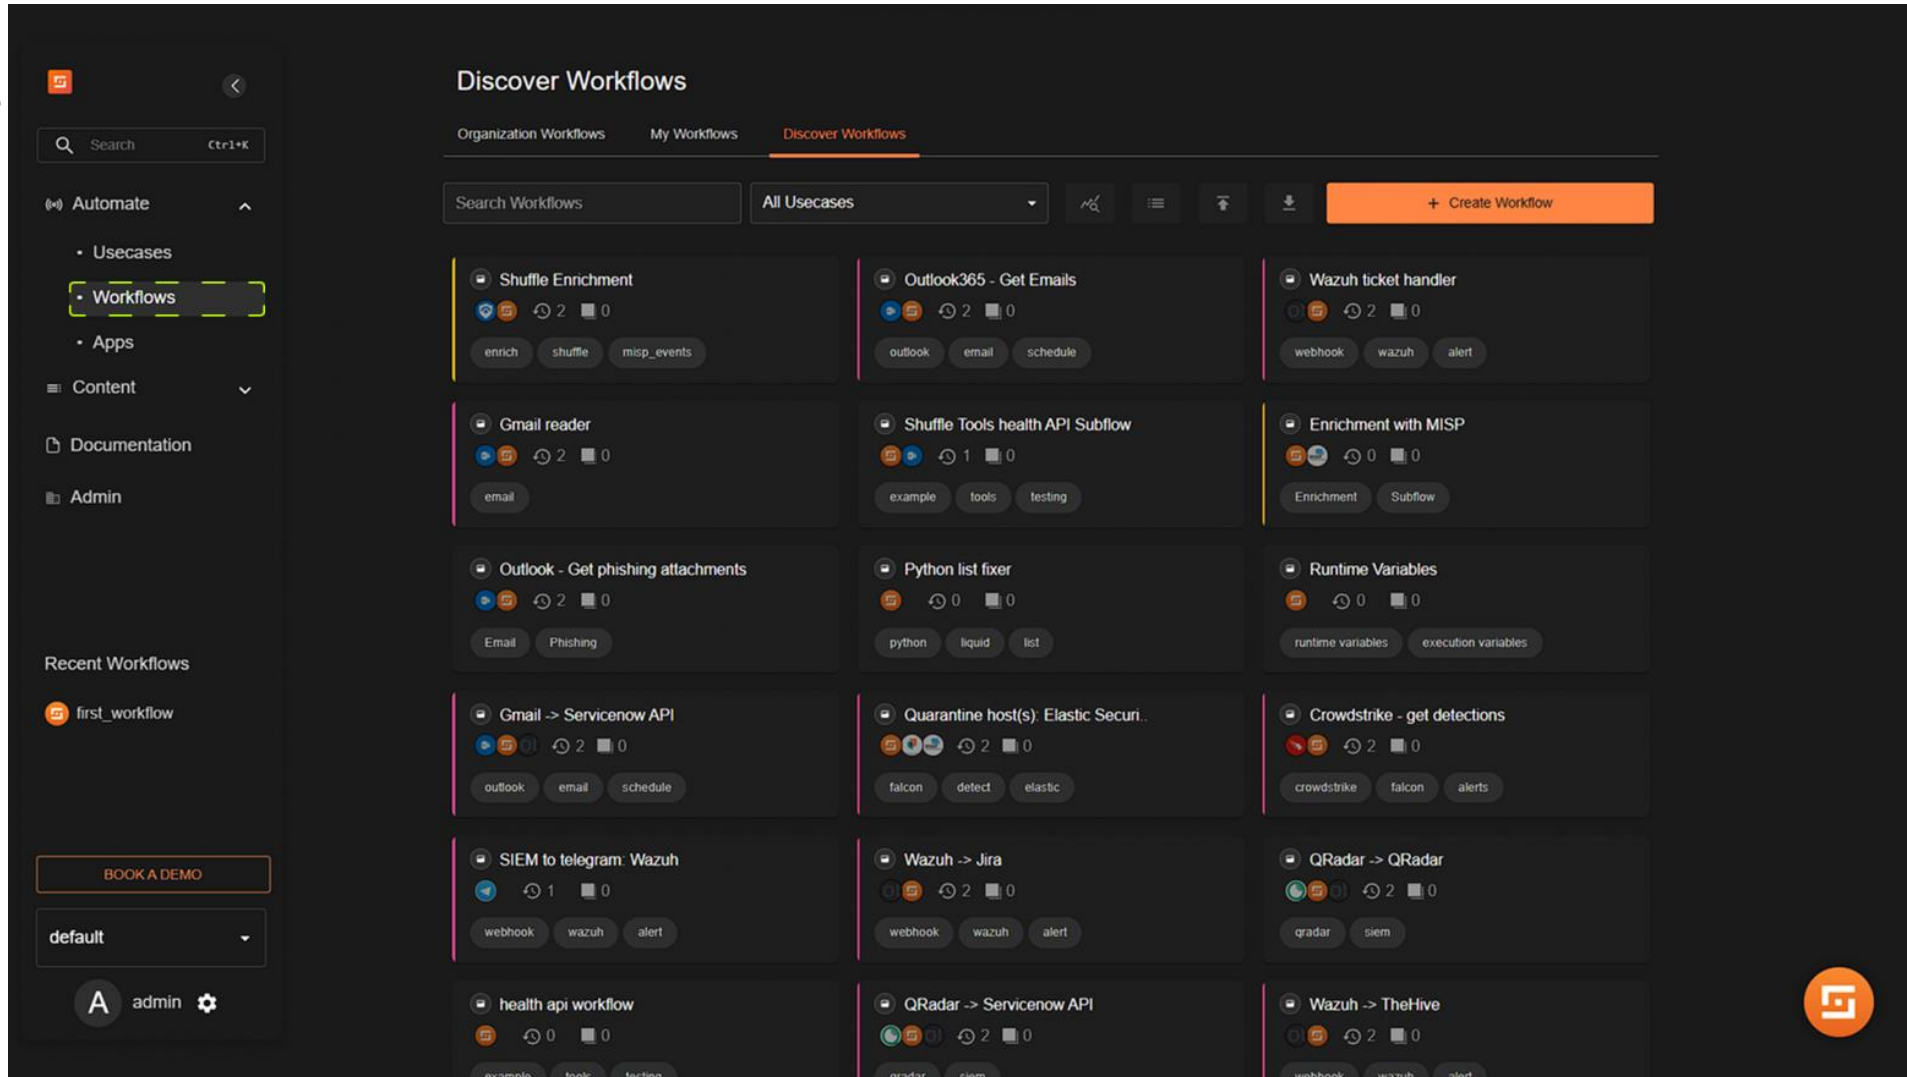 Search Ctrl+K
Automate
• Usecases
• Workflows
• Apps
Content
Documentation
Admin
Recent Workflows
first_workflow
BOOK A DEMO
default
A admin
Discover Workflows
Organization Workflows My Workflows Discover Workflows
Search Workflows All Usecases + Create Workflow
Shuffle Enrichment
2 0
enrich shuffle misp_events
Outlook365 - Get Emails
2 0
outlook email schedule
Wazuh ticket handler
2 0
webhook wazuh alert
Gmail reader
2 0
email
Shuffle Tools health API Subflow
1 0
example tools testing
Enrichment with MISP
0 0
Enrichment Subflow
Outlook - Get phishing attachments
2 0
Email Phishing
Python list fixer
0 0
python liquid list
Runtime Variables
0 0
runtime variables execution variables
Gmail -> Servicenow API
2 0
outlook email schedule
Quarantine host(s): Elastic Securi..
2 0
falcon detect elastic
Crowdstrike - get detections
2 0
crowdstrike falcon alerts
SIEM to telegram: Wazuh
1 0
webhook wazuh alert
Wazuh -> Jira
2 0
webhook wazuh alert
QRadar -> QRadar
2 0
qradar siem
health api workflow
0 0
example tools testing
QRadar -> Servicenow API
2 0
qradar siem
Wazuh -> TheHive
2 0
webhook wazuh alert